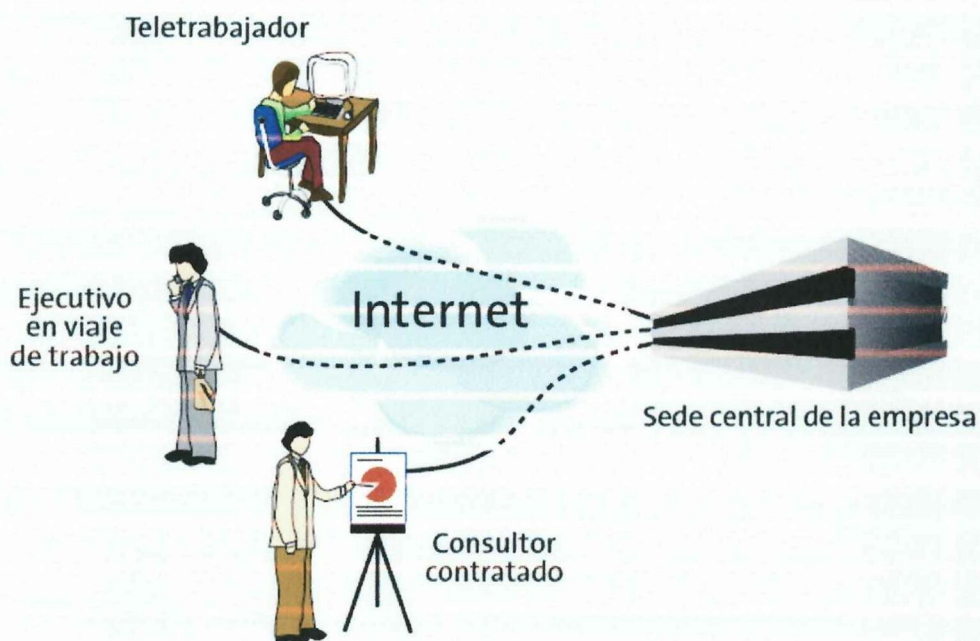 Teletrabajador
Ejecutivo
en viaje
de trabajo
Internet
Sede central de la empresa
Consultor
contratado